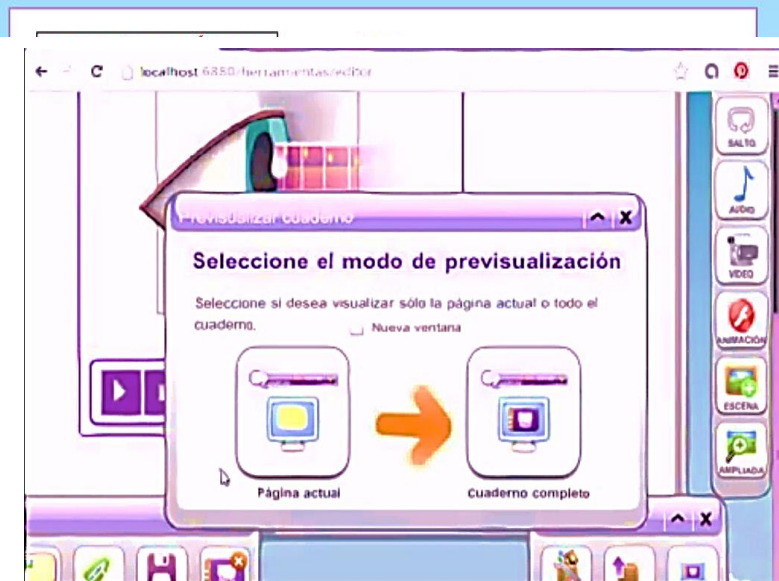 localhost:6880/herramientas/editor
SALTO
AUDIO
VIDEO
ANIMACIÓN
ESCENA
AMPLIADA
Previsualizar cuaderno
Seleccione el modo de previsualización
Seleccione si desea visualizar sólo la página actual o todo el
cuaderno.
Nueva ventana
Página actual
Cuaderno completo